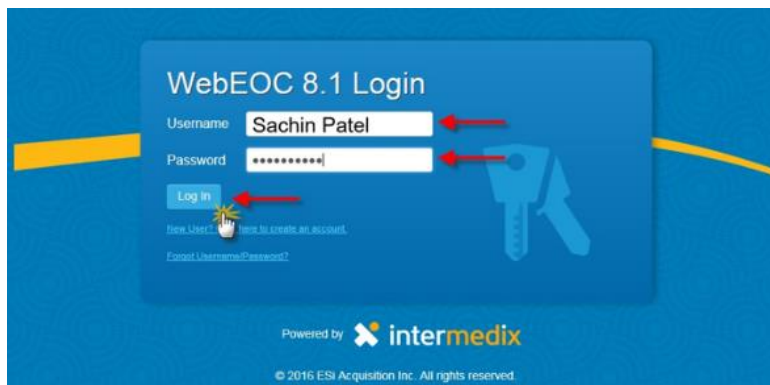 WebEOC 8.1 Login
Username Sachin Patel
Password ••••••••••
Log In
New User? here to create an account.
Forgot Username/Password?
Powered by intermedix
© 2016 ESi Acquisition Inc. All rights reserved.